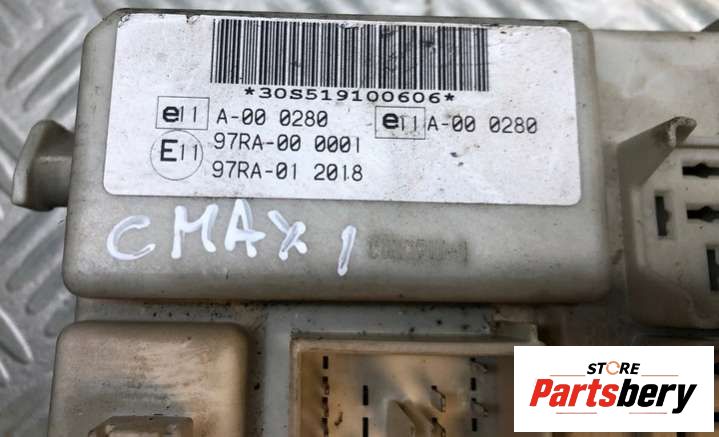 *30S519100606*
e11 A-00 0280 e11 A-00 0280
E11 97RA-00 0001
97RA-01 2018
CMAX 1
STORE
Partsbery